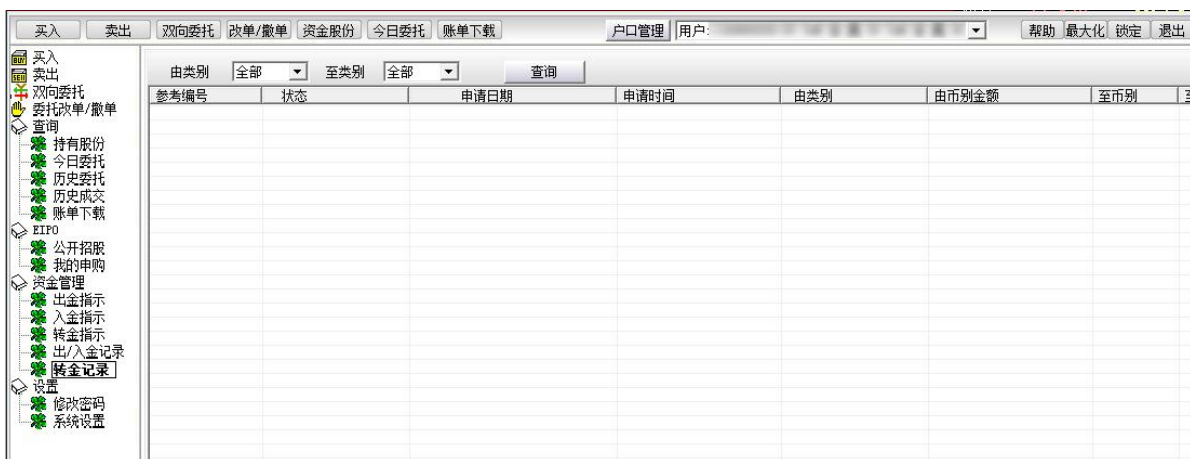 买入 卖出 双向委托 改单/撤单 资金股份 今日委托 账单下载 户口管理 用户: 帮助 最大化 锁定 退出
由类别 全部 至类别 全部 查询
参考编号 状态 申请日期 申请时间 由类别 由币别金额 至币别
BUY 买入
SELL 卖出
双向委托
委托改单/撤单
查询
持有股份
今日委托
历史委托
历史成交
账单下载
EIPO
公开招股
我的申购
资金管理
出金指示
入金指示
转金指示
出/入金记录
转金记录
设置
修改密码
系统设置